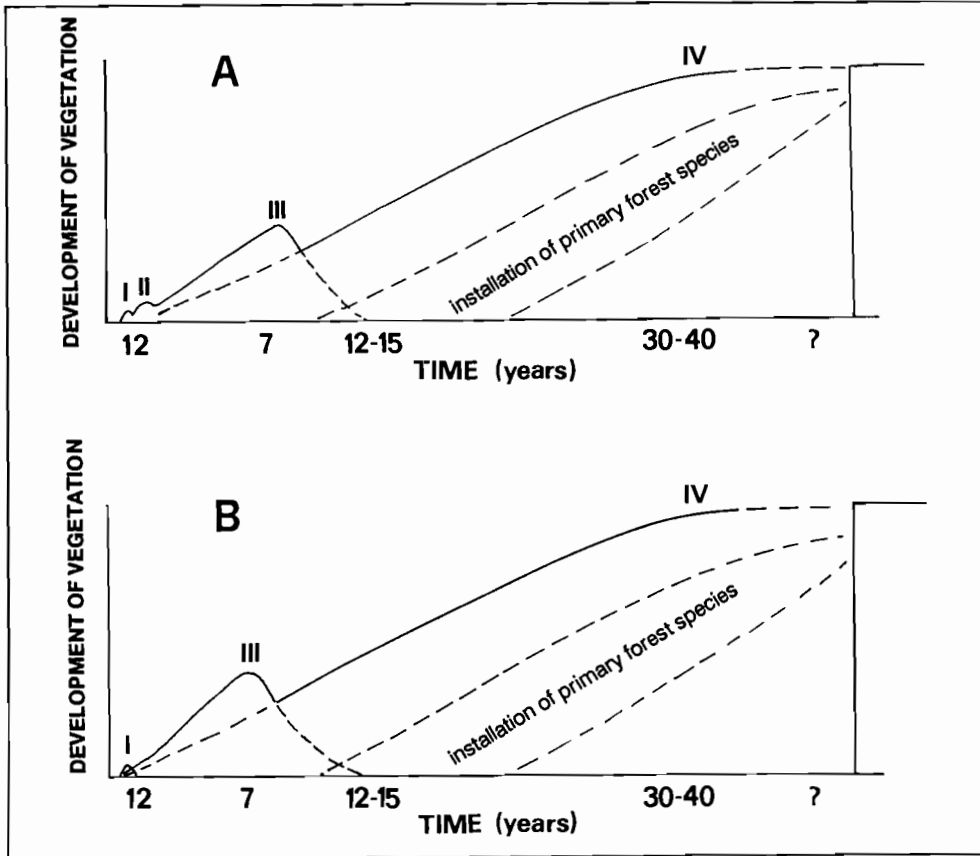 DEVELOPMENT OF VEGETATION
A
IV
III
I II
installation of primary forest species
12 7 12-15 30-40 ?
TIME (years)
DEVELOPMENT OF VEGETATION
B
IV
III
I
installation of primary forest species
12 7 12-15 30-40 ?
TIME (years)